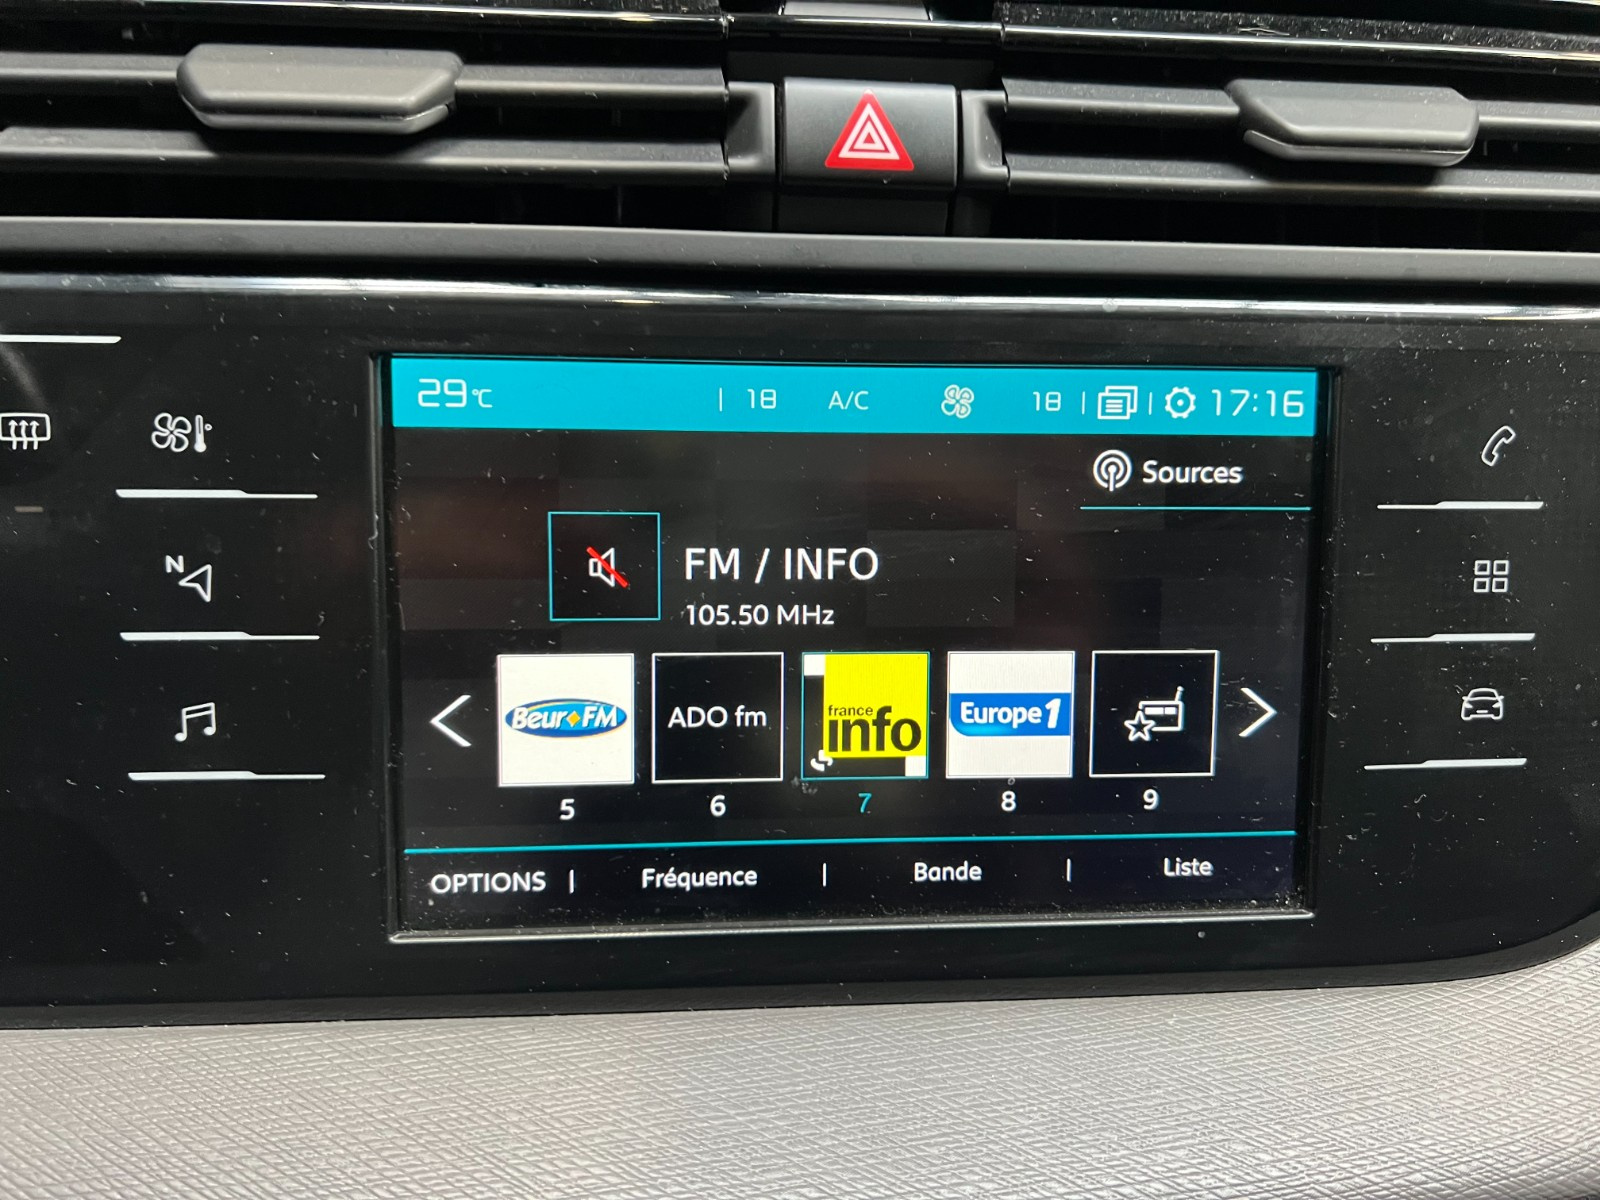 29°C | 18 A/C 18 | | 17:16
Sources
FM / INFO
105.50 MHz
Beur FM
ADO fm
france
info
Europe 1
5 6 7 8 9
OPTIONS | Fréquence | Bande | Liste
N